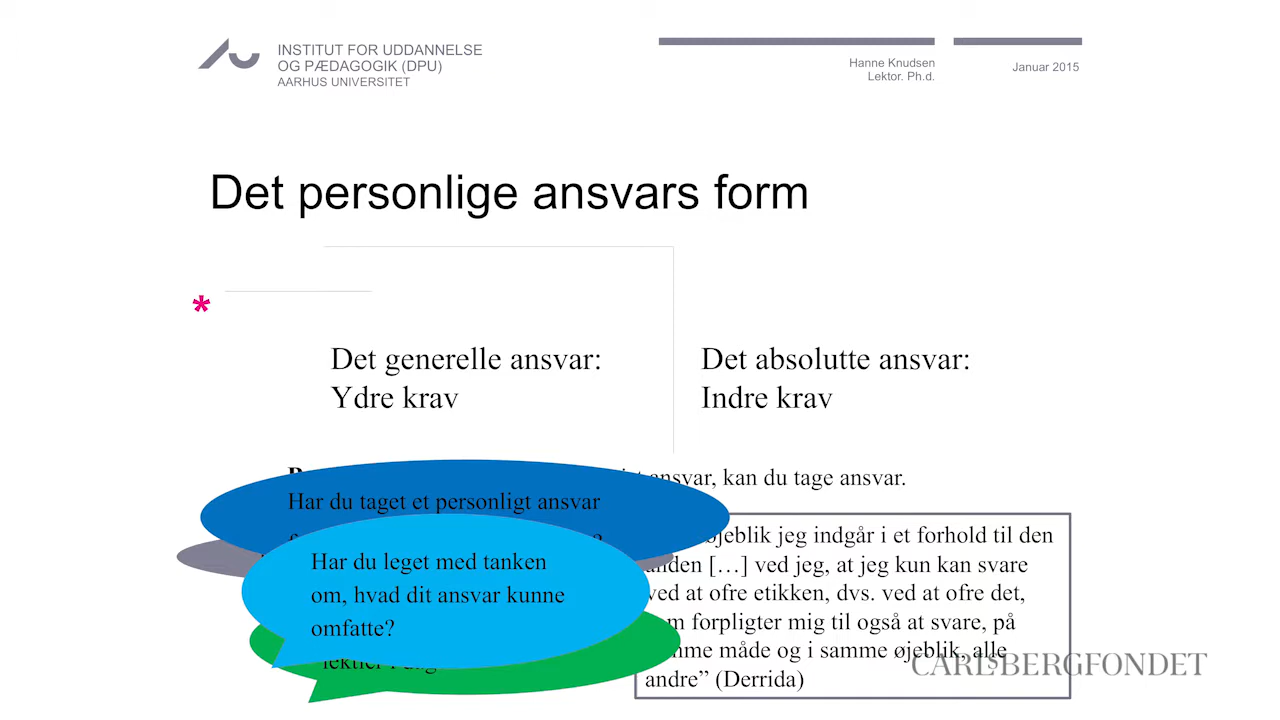 INSTITUT FOR UDDANNELSE
OG PÆDAGOGIK (DPU)
AARHUS UNIVERSITET
Hanne Knudsen
Lektor. Ph.d.
Januar 2015
Det personlige ansvars form
*
Det generelle ansvar:
Ydre krav
Det absolutte ansvar:
Indre krav
ansvar, kan du tage ansvar.
Har du taget et personligt ansvar
?
Har du leget med tanken
om, hvad dit ansvar kunne
omfatte?
lektier i dag
jeg indgår i et forhold til den
anden […] ved jeg, at jeg kun kan svare
ved at ofre etikken, dvs. ved at ofre det,
forpligter mig til også at svare, på
måde og i samme øjeblik, alle
andre” (Derrida)
CARLSBERGFONDET